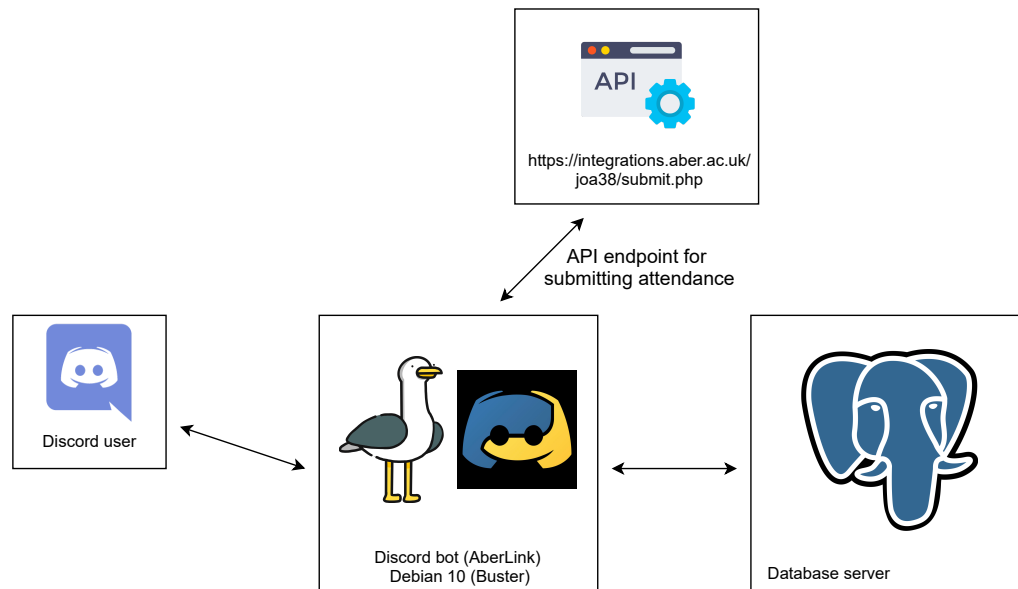 API
https://integrations.aber.ac.uk/
joa38/submit.php
API endpoint for
submitting attendance
Discord user
Discord bot (AberLink)
Debian 10 (Buster)
Database server